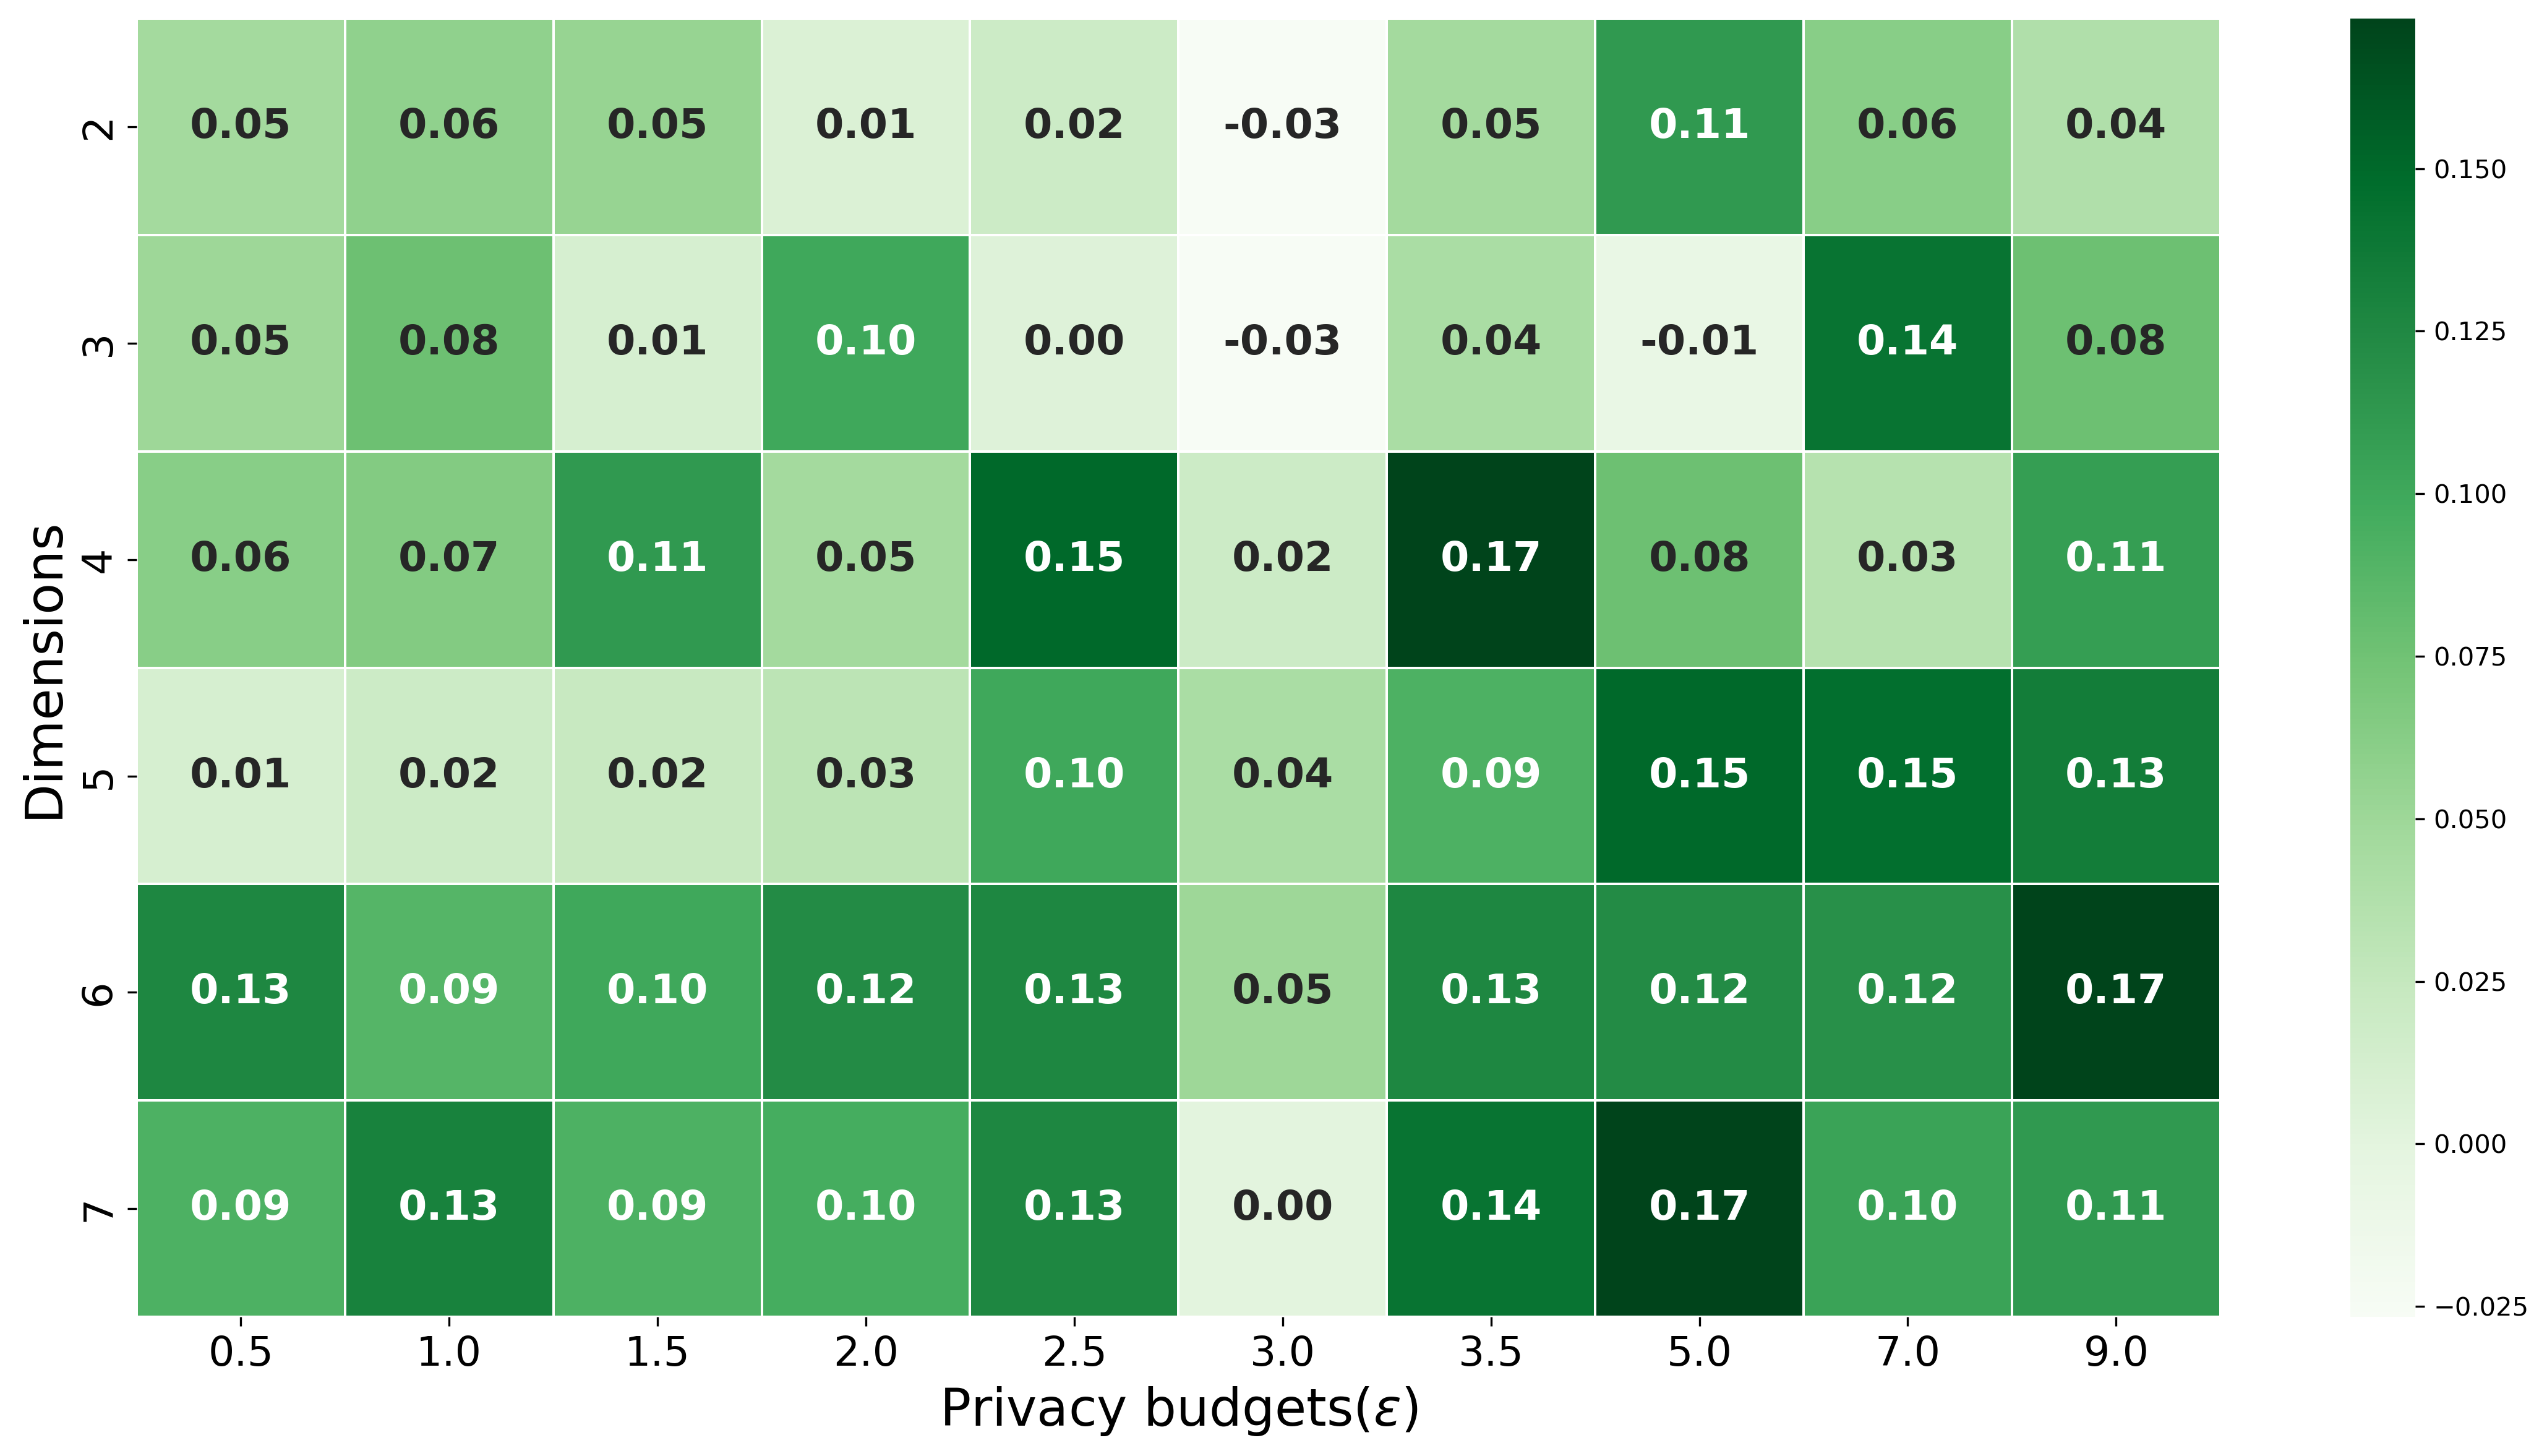 2 0.05 0.06 0.05 0.01 0.02 -0.03 0.05 0.11 0.06 0.04
3 0.05 0.08 0.01 0.10 0.00 -0.03 0.04 -0.01 0.14 0.08
4 0.06 0.07 0.11 0.05 0.15 0.02 0.17 0.08 0.03 0.11
5 0.01 0.02 0.02 0.03 0.10 0.04 0.09 0.15 0.15 0.13
6 0.13 0.09 0.10 0.12 0.13 0.05 0.13 0.12 0.12 0.17
7 0.09 0.13 0.09 0.10 0.13 0.00 0.14 0.17 0.10 0.11
0.5 1.0 1.5 2.0 2.5 3.0 3.5 5.0 7.0 9.0
Privacy budgets(ε)
Dimensions
0.150
0.125
0.100
0.075
0.050
0.025
0.000
−0.025